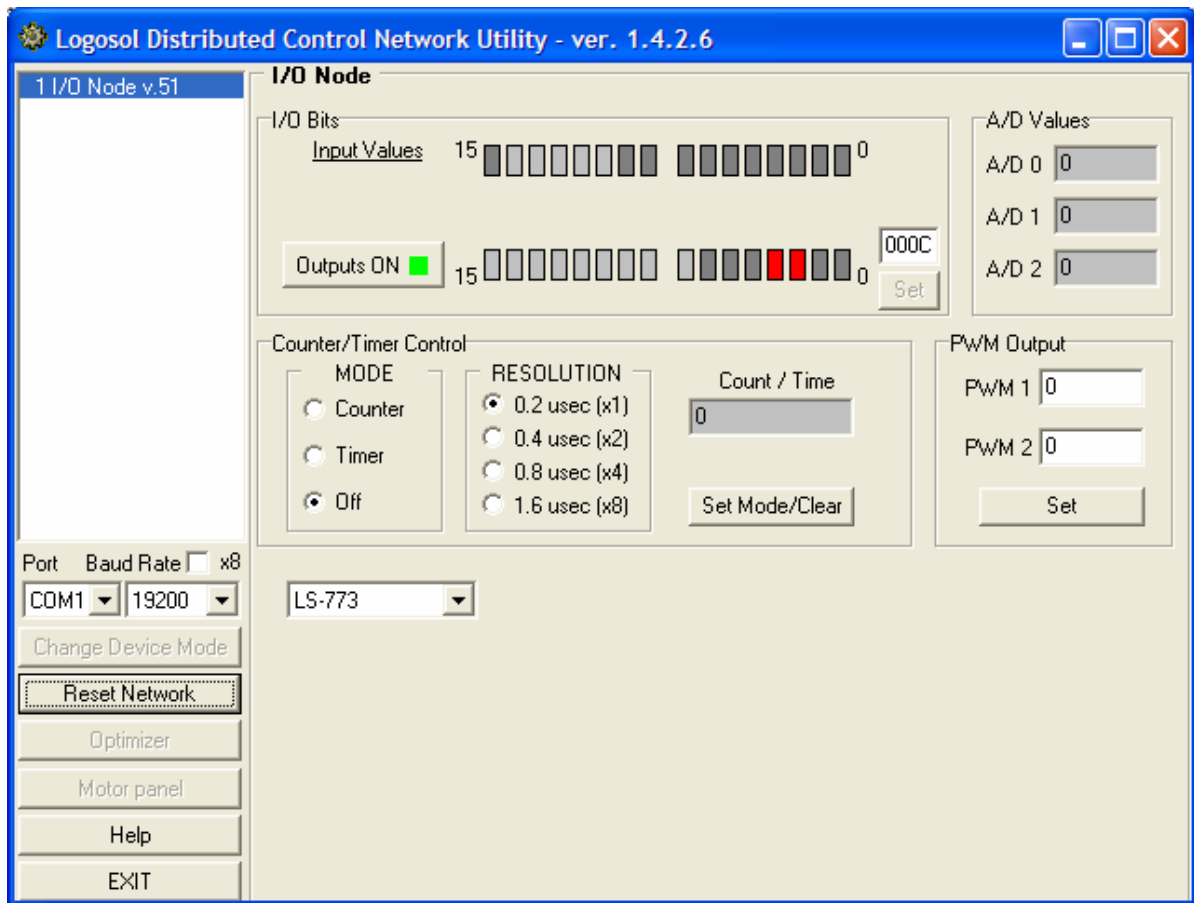 Logosol Distributed Control Network Utility - ver. 1.4.2.6
1 I/O Node v.51
I/O Node
I/O Bits
Input Values 15 0
Outputs ON 15 0
000C
Set
A/D Values
A/D 0 0
A/D 1 0
A/D 2 0
Counter/Timer Control
MODE
Counter
Timer
Off
RESOLUTION
0.2 usec (x1)
0.4 usec (x2)
0.8 usec (x4)
1.6 usec (x8)
Count / Time
0
Set Mode/Clear
PWM Output
PWM 1 0
PWM 2 0
Set
Port Baud Rate x8
COM1 19200
LS-773
Change Device Mode
Reset Network
Optimizer
Motor panel
Help
EXIT